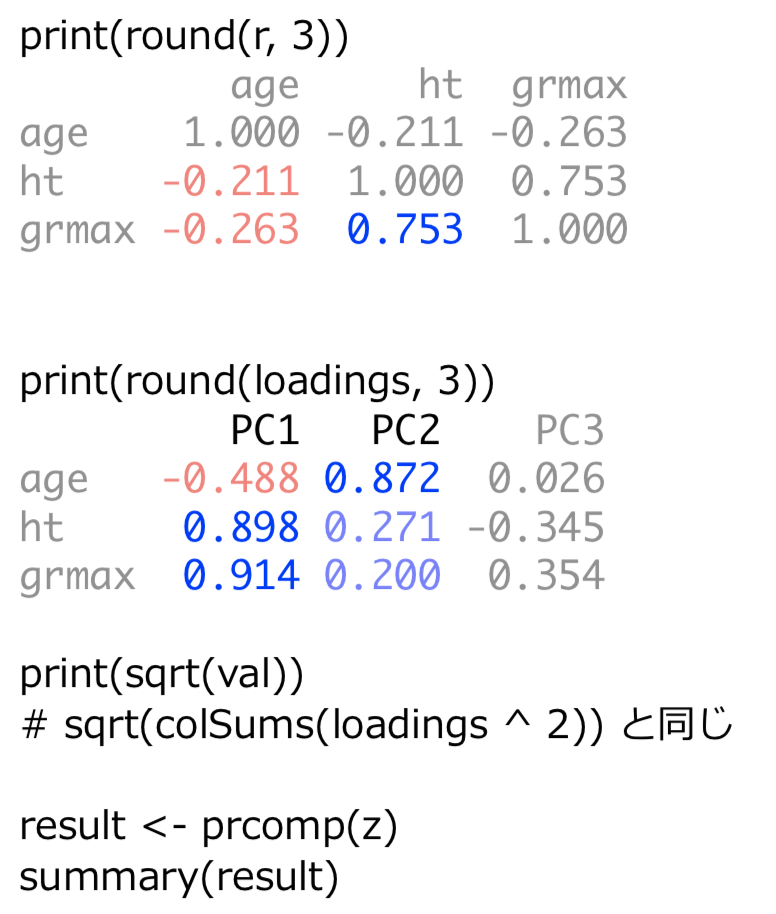 print(round(r, 3))
age ht grmax
age 1.000 -0.211 -0.263
ht -0.211 1.000 0.753
grmax -0.263 0.753 1.000
print(round(loadings, 3))
PC1 PC2 PC3
age -0.488 0.872 0.026
ht 0.898 0.271 -0.345
grmax 0.914 0.200 0.354
print(sqrt(val))
# sqrt(colSums(loadings ^ 2)) と同じ
result <- prcomp(z)
summary(result)